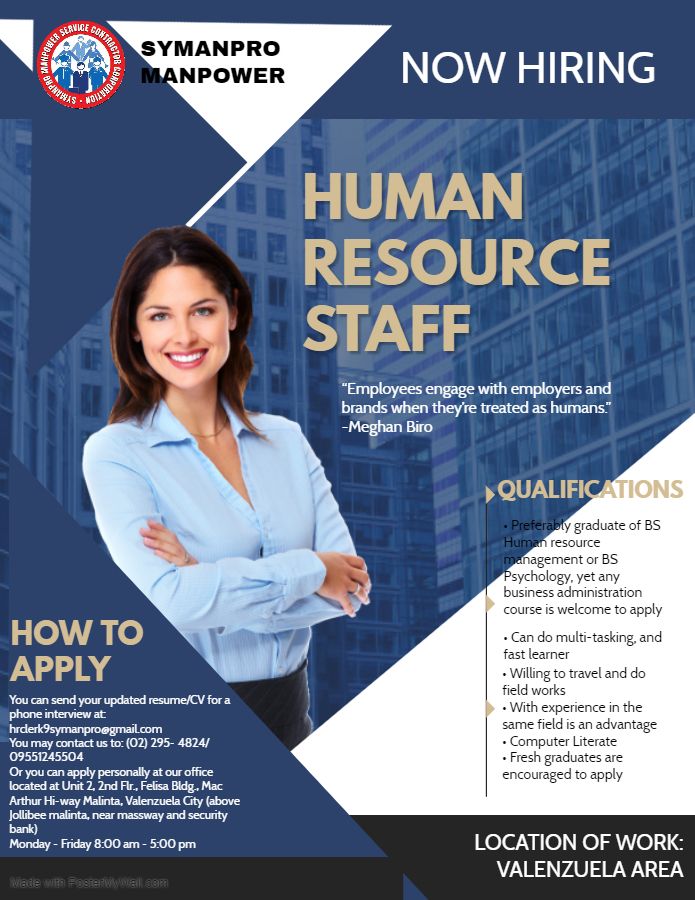 SYMANPRO MANPOWER SERVICE CONTRACTOR CORPORATION
SYMANPRO
MANPOWER
NOW HIRING
HUMAN
RESOURCE
STAFF
“Employees engage with employers and
brands when they’re treated as humans.”
-Meghan Biro
QUALIFICATIONS
• Preferably graduate of BS
Human resource
management or BS
Psychology, yet any
business administration
course is welcome to apply
• Can do multi-tasking, and
fast learner
• Willing to travel and do
field works
• With experience in the
same field is an advantage
• Computer Literate
• Fresh graduates are
encouraged to apply
HOW TO
APPLY
You can send your updated resume/CV for a
phone interview at:
hrclerk9symanpro@gmail.com
You may contact us to: (02) 295- 4824/
09551245504
Or you can apply personally at our office
located at Unit 2, 2nd Flr., Felisa Bldg., Mac
Arthur Hi-way Malinta, Valenzuela City (above
Jollibee malinta, near massway and security
bank)
Monday - Friday 8:00 am - 5:00 pm
LOCATION OF WORK:
VALENZUELA AREA
Made with PosterMyWall.com